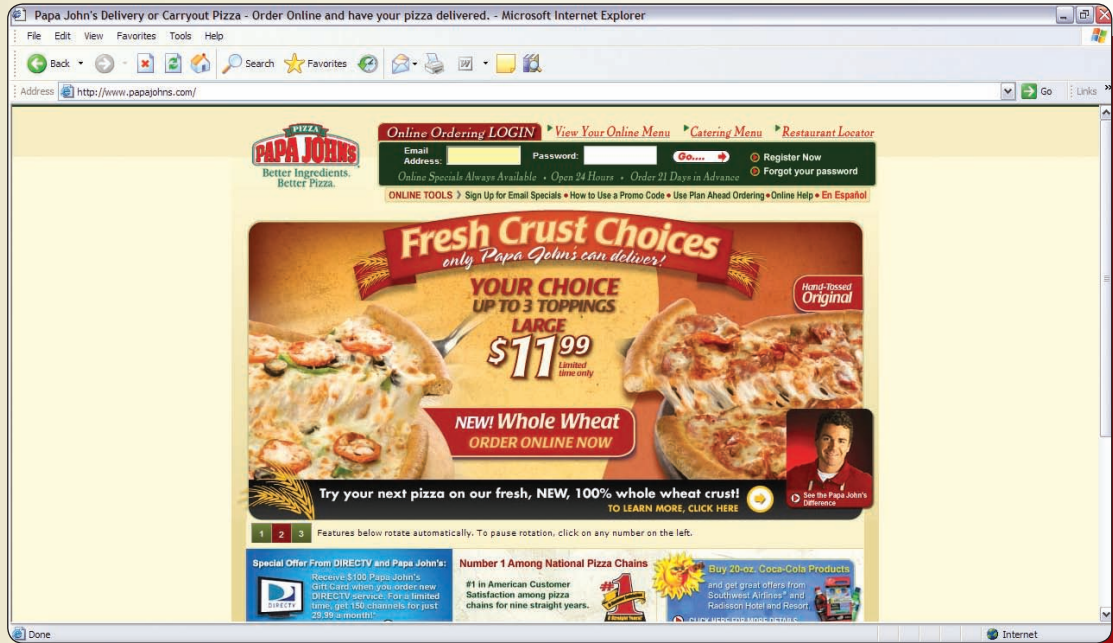 Papa John's Delivery or Carryout Pizza - Order Online and have your pizza delivered. - Microsoft Internet Explorer
File Edit View Favorites Tools Help
Back Search Favorites
Address http://www.papajohns.com/ Go Links »
PIZZA
PAPA JOHNS
Better Ingredients.
Better Pizza.
Online Ordering LOGIN View Your Online Menu Catering Menu Restaurant Locator
Email Address: Password: Go.... Register Now
Forgot your password
Online Specials Always Available • Open 24 Hours • Order 21 Days in Advance
ONLINE TOOLS Sign Up for Email Specials • How to Use a Promo Code • Use Plan Ahead Ordering • Online Help • En Español
Fresh Crust Choices
only Papa John's can deliver!
YOUR CHOICE
UP TO 3 TOPPINGS
LARGE
$11 99
Limited
time only
Hand-Tossed
Original
NEW! Whole Wheat
ORDER ONLINE NOW
See the Papa John's
Difference
Try your next pizza on our fresh, NEW, 100% whole wheat crust!
TO LEARN MORE, CLICK HERE
1 2 3 Features below rotate automatically. To pause rotation, click on any number on the left.
Special Offer From DIRECTV and Papa John's:
Receive $100 Papa John's
Gift Card when you order new
DIRECTV service. For a limited
time, get 150 channels for just
29.99 a month!*
DIRECTV
Number 1 Among National Pizza Chains
#1 in American Customer
Satisfaction among pizza
chains for nine straight years.
#1
Buy 20-oz. Coca-Cola Products
and get great offers from
Southwest Airlines® and
Radisson Hotel and Resort.
CLICK HERE FOR MORE DETAILS
Done Internet